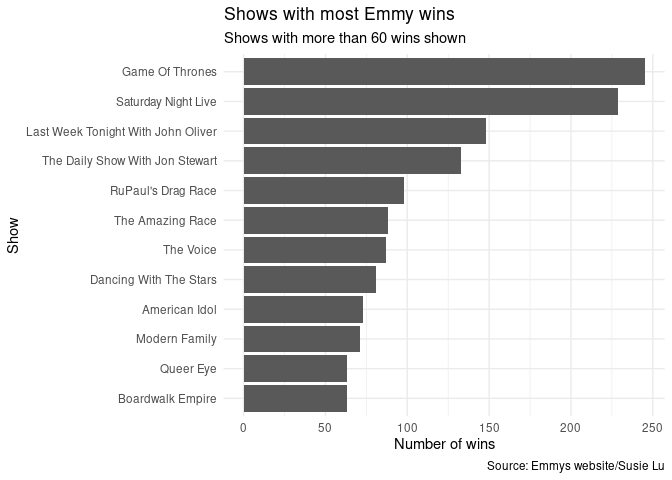 Shows with most Emmy wins
Shows with more than 60 wins shown
Show
Game Of Thrones
Saturday Night Live
Last Week Tonight With John Oliver
The Daily Show With Jon Stewart
RuPaul's Drag Race
The Amazing Race
The Voice
Dancing With The Stars
American Idol
Modern Family
Queer Eye
Boardwalk Empire
0 50 100 150 200 250
Number of wins
Source: Emmys website/Susie Lu